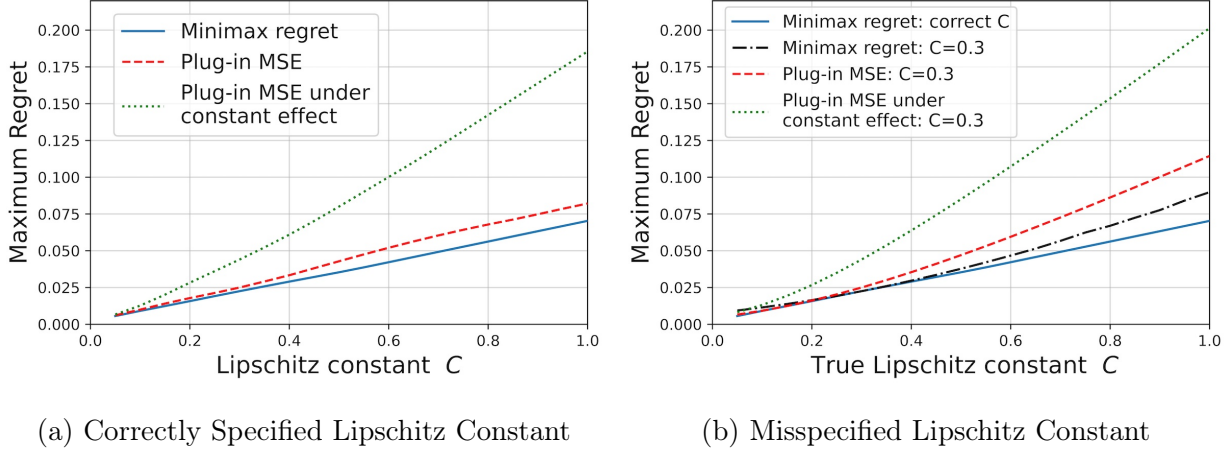 Maximum Regret
0.200
0.175
0.150
0.125
0.100
0.075
0.050
0.025
0.000
Minimax regret
Plug-in MSE
Plug-in MSE under
constant effect
0.0 0.2 0.4 0.6 0.8 1.0
Lipschitz constant C
(a) Correctly Specified Lipschitz Constant
Maximum Regret
0.200
0.175
0.150
0.125
0.100
0.075
0.050
0.025
0.000
Minimax regret: correct C
Minimax regret: C=0.3
Plug-in MSE: C=0.3
Plug-in MSE under
constant effect: C=0.3
0.0 0.2 0.4 0.6 0.8 1.0
True Lipschitz constant C
(b) Misspecified Lipschitz Constant